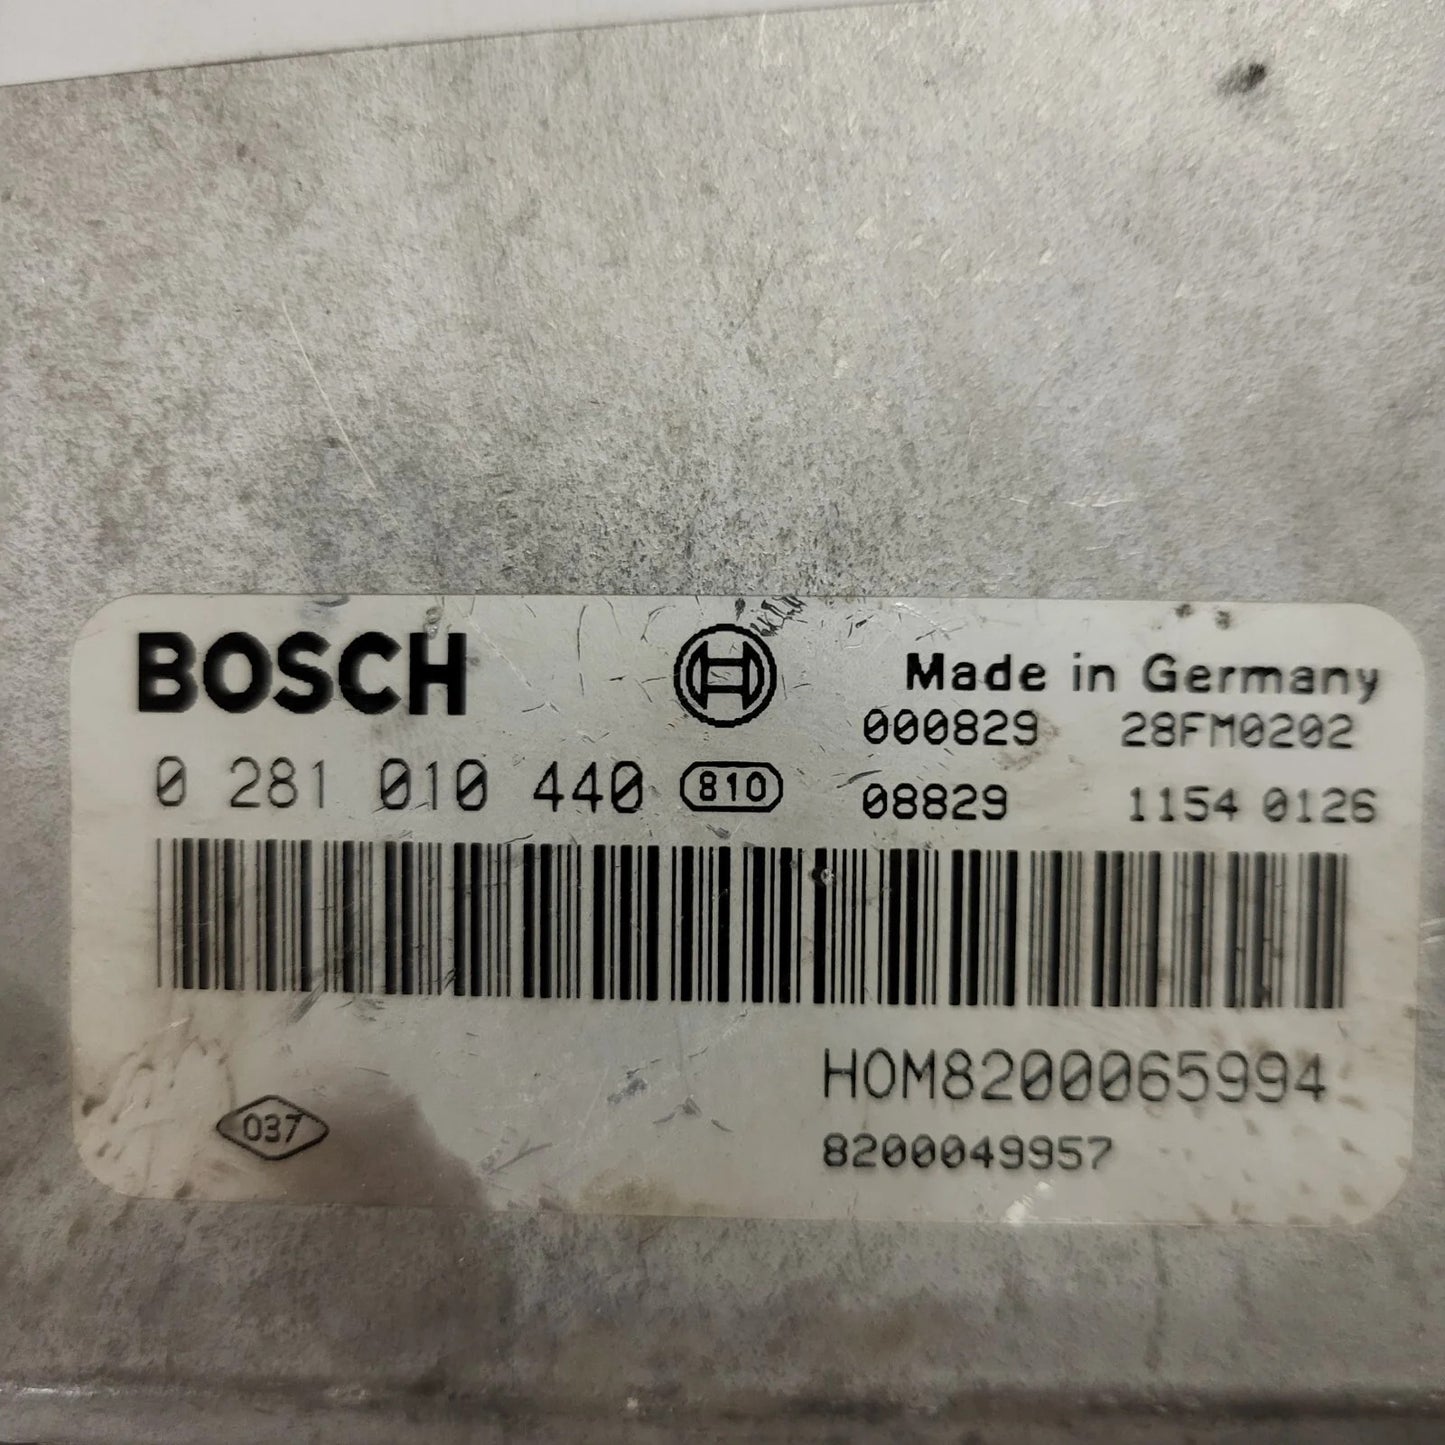 BOSCH
Made in Germany
000829 28FM0202
0 281 010 440 810 08829 1154 0126
HOM8200065994
037
8200049957